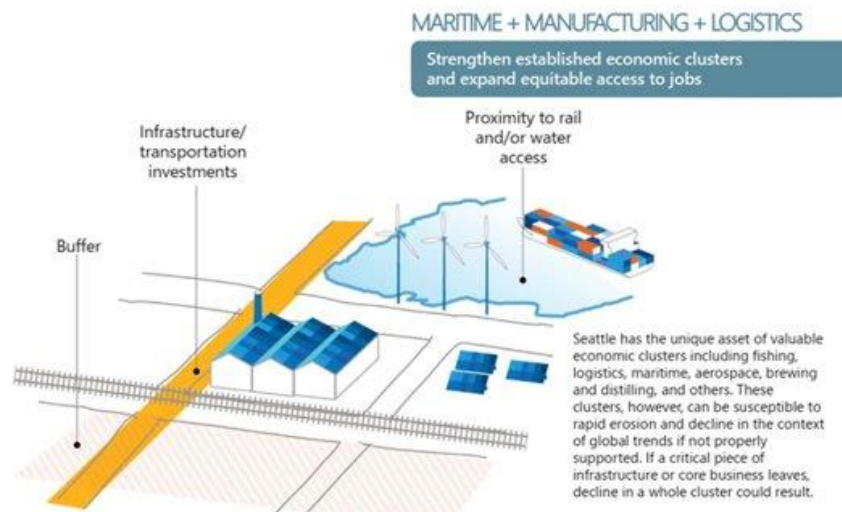 MARITIME + MANUFACTURING + LOGISTICS
Strengthen established economic clusters
and expand equitable access to jobs
Infrastructure/
transportation
investments
Proximity to rail
and/or water
access
Buffer
Seattle has the unique asset of valuable
economic clusters including fishing,
logistics, maritime, aerospace, brewing
and distilling, and others. These
clusters, however, can be susceptible to
rapid erosion and decline in the context
of global trends if not properly
supported. If a critical piece of
infrastructure or core business leaves,
decline in a whole cluster could result.